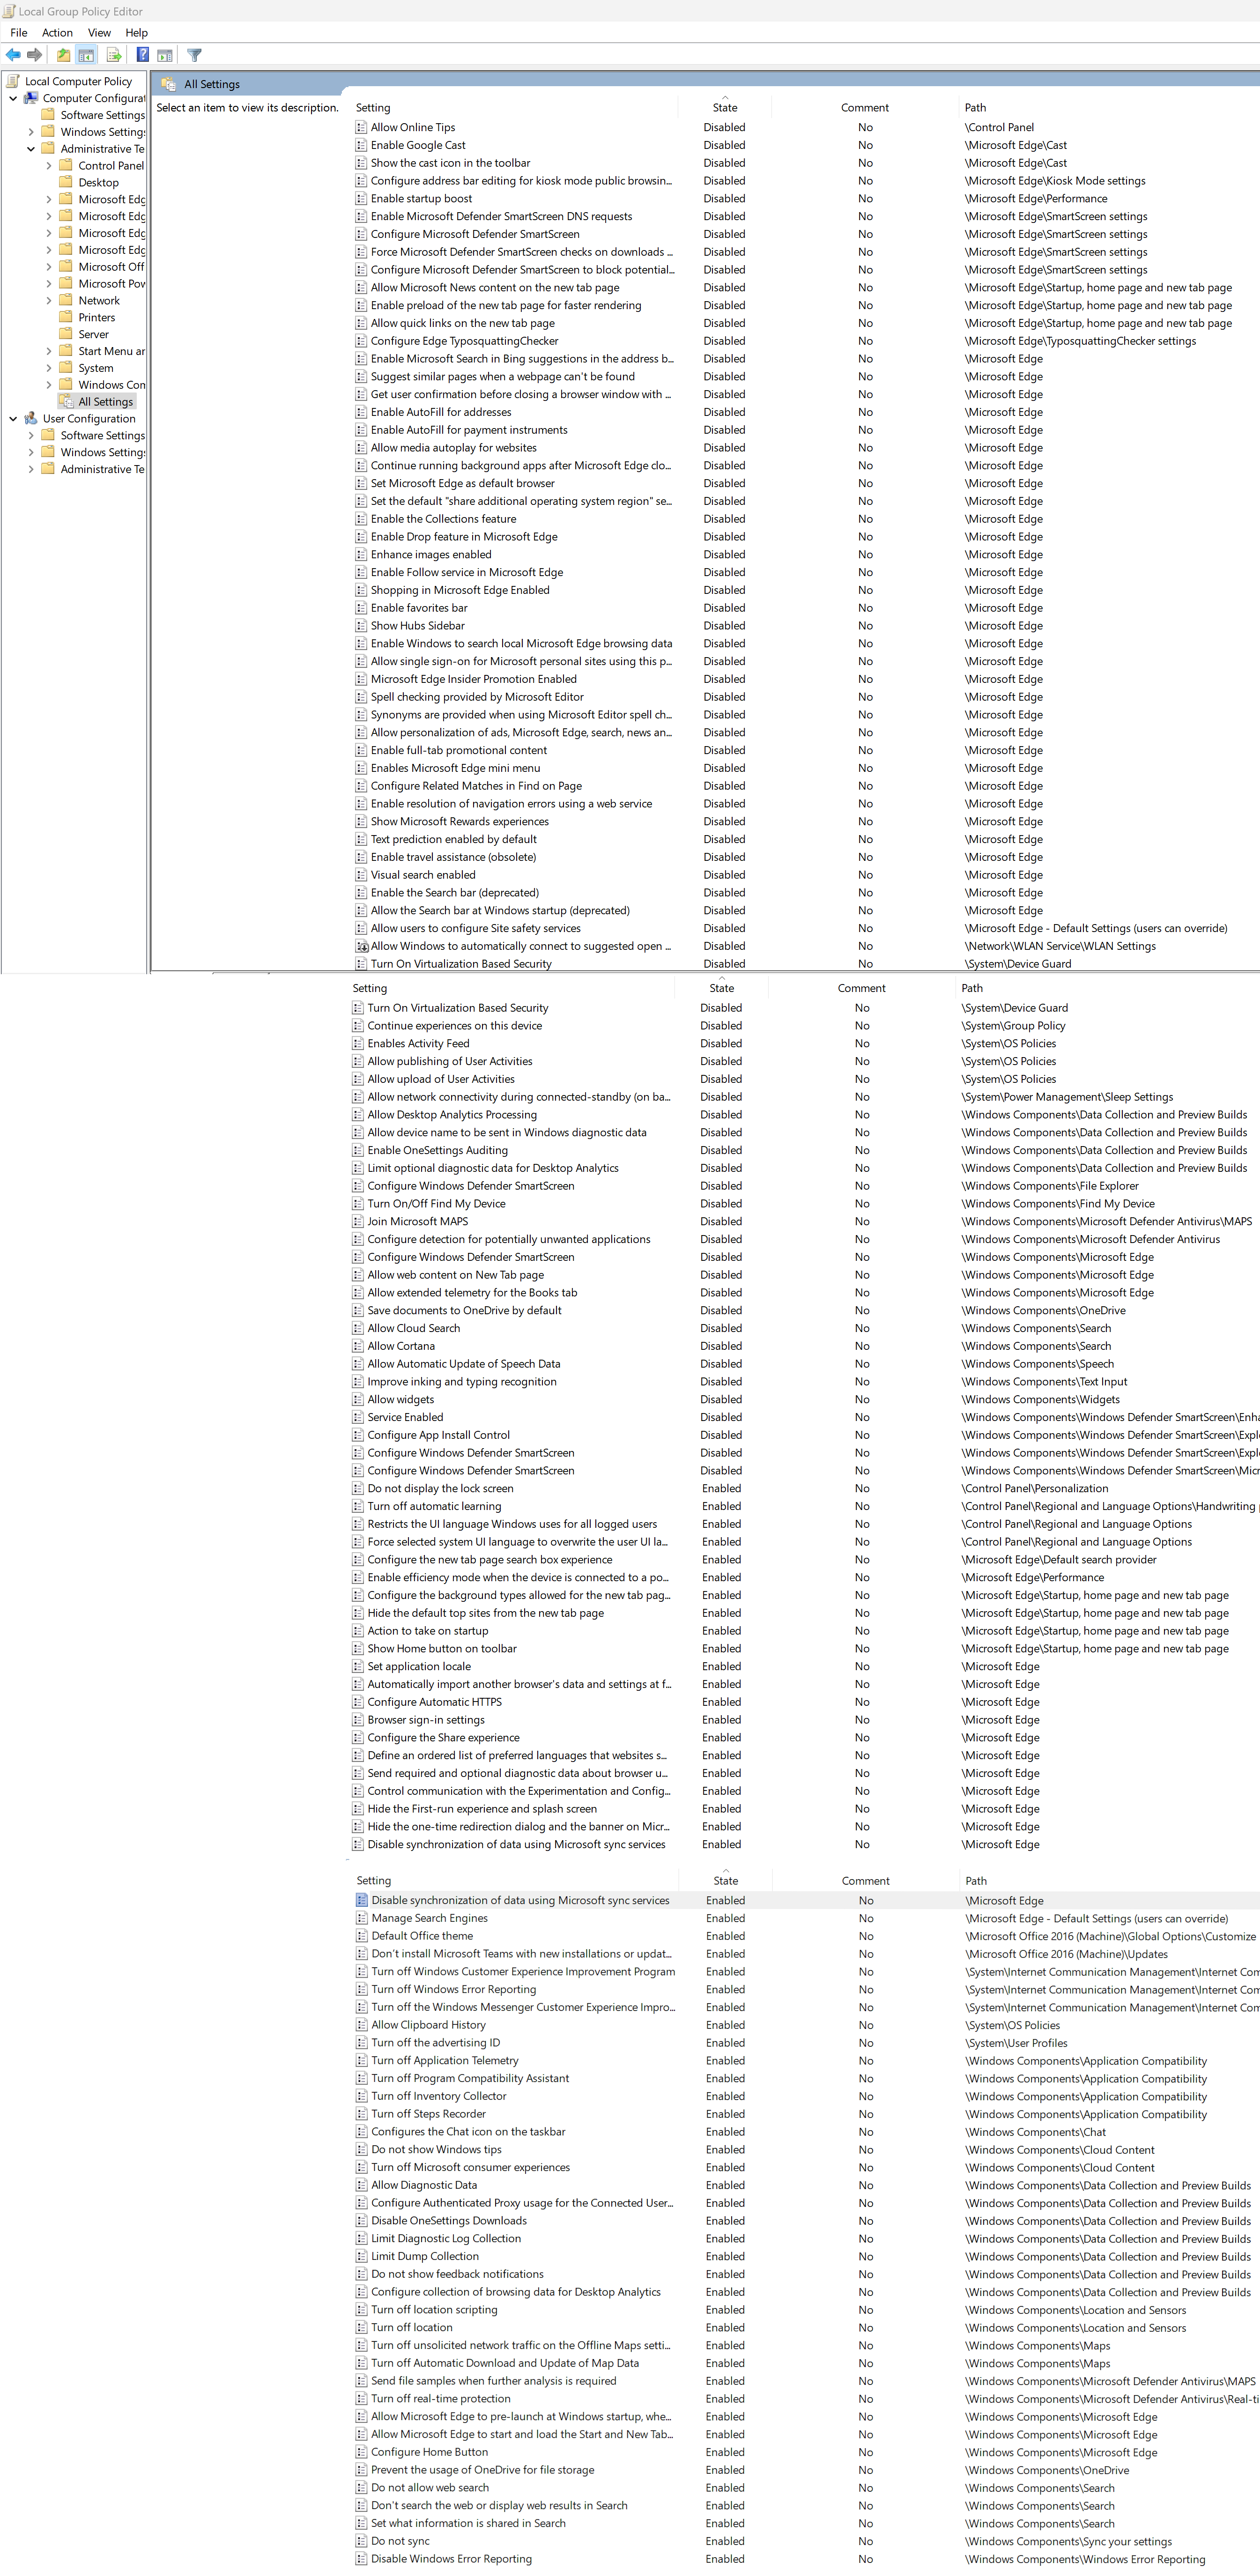 Local Group Policy Editor
File Action View Help
Local Computer Policy
Computer Configurat
Software Settings
Windows Settings
Administrative Te
Control Panel
Desktop
Microsoft Edg
Microsoft Edg
Microsoft Edg
Microsoft Edg
Microsoft Off
Microsoft Pow
Network
Printers
Server
Start Menu ar
System
Windows Con
All Settings
User Configuration
Software Settings
Windows Settings
Administrative Te
All Settings
Select an item to view its description.
Setting State Comment Path
Allow Online Tips Disabled No \Control Panel
Enable Google Cast Disabled No \Microsoft Edge\Cast
Show the cast icon in the toolbar Disabled No \Microsoft Edge\Cast
Configure address bar editing for kiosk mode public browsin... Disabled No \Microsoft Edge\Kiosk Mode settings
Enable startup boost Disabled No \Microsoft Edge\Performance
Enable Microsoft Defender SmartScreen DNS requests Disabled No \Microsoft Edge\SmartScreen settings
Configure Microsoft Defender SmartScreen Disabled No \Microsoft Edge\SmartScreen settings
Force Microsoft Defender SmartScreen checks on downloads ... Disabled No \Microsoft Edge\SmartScreen settings
Configure Microsoft Defender SmartScreen to block potential... Disabled No \Microsoft Edge\SmartScreen settings
Allow Microsoft News content on the new tab page Disabled No \Microsoft Edge\Startup, home page and new tab page
Enable preload of the new tab page for faster rendering Disabled No \Microsoft Edge\Startup, home page and new tab page
Allow quick links on the new tab page Disabled No \Microsoft Edge\Startup, home page and new tab page
Configure Edge TyposquattingChecker Disabled No \Microsoft Edge\TyposquattingChecker settings
Enable Microsoft Search in Bing suggestions in the address b... Disabled No \Microsoft Edge
Suggest similar pages when a webpage can't be found Disabled No \Microsoft Edge
Get user confirmation before closing a browser window with ... Disabled No \Microsoft Edge
Enable AutoFill for addresses Disabled No \Microsoft Edge
Enable AutoFill for payment instruments Disabled No \Microsoft Edge
Allow media autoplay for websites Disabled No \Microsoft Edge
Continue running background apps after Microsoft Edge clo... Disabled No \Microsoft Edge
Set Microsoft Edge as default browser Disabled No \Microsoft Edge
Set the default "share additional operating system region" se... Disabled No \Microsoft Edge
Enable the Collections feature Disabled No \Microsoft Edge
Enable Drop feature in Microsoft Edge Disabled No \Microsoft Edge
Enhance images enabled Disabled No \Microsoft Edge
Enable Follow service in Microsoft Edge Disabled No \Microsoft Edge
Shopping in Microsoft Edge Enabled Disabled No \Microsoft Edge
Enable favorites bar Disabled No \Microsoft Edge
Show Hubs Sidebar Disabled No \Microsoft Edge
Enable Windows to search local Microsoft Edge browsing data Disabled No \Microsoft Edge
Allow single sign-on for Microsoft personal sites using this p... Disabled No \Microsoft Edge
Microsoft Edge Insider Promotion Enabled Disabled No \Microsoft Edge
Spell checking provided by Microsoft Editor Disabled No \Microsoft Edge
Synonyms are provided when using Microsoft Editor spell ch... Disabled No \Microsoft Edge
Allow personalization of ads, Microsoft Edge, search, news an... Disabled No \Microsoft Edge
Enable full-tab promotional content Disabled No \Microsoft Edge
Enables Microsoft Edge mini menu Disabled No \Microsoft Edge
Configure Related Matches in Find on Page Disabled No \Microsoft Edge
Enable resolution of navigation errors using a web service Disabled No \Microsoft Edge
Show Microsoft Rewards experiences Disabled No \Microsoft Edge
Text prediction enabled by default Disabled No \Microsoft Edge
Enable travel assistance (obsolete) Disabled No \Microsoft Edge
Visual search enabled Disabled No \Microsoft Edge
Enable the Search bar (deprecated) Disabled No \Microsoft Edge
Allow the Search bar at Windows startup (deprecated) Disabled No \Microsoft Edge
Allow users to configure Site safety services Disabled No \Microsoft Edge - Default Settings (users can override)
Allow Windows to automatically connect to suggested open ... Disabled No \Network\WLAN Service\WLAN Settings
Turn On Virtualization Based Security Disabled No \System\Device Guard
Setting State Comment Path
Turn On Virtualization Based Security Disabled No \System\Device Guard
Continue experiences on this device Disabled No \System\Group Policy
Enables Activity Feed Disabled No \System\OS Policies
Allow publishing of User Activities Disabled No \System\OS Policies
Allow upload of User Activities Disabled No \System\OS Policies
Allow network connectivity during connected-standby (on ba... Disabled No \System\Power Management\Sleep Settings
Allow Desktop Analytics Processing Disabled No \Windows Components\Data Collection and Preview Builds
Allow device name to be sent in Windows diagnostic data Disabled No \Windows Components\Data Collection and Preview Builds
Enable OneSettings Auditing Disabled No \Windows Components\Data Collection and Preview Builds
Limit optional diagnostic data for Desktop Analytics Disabled No \Windows Components\Data Collection and Preview Builds
Configure Windows Defender SmartScreen Disabled No \Windows Components\File Explorer
Turn On/Off Find My Device Disabled No \Windows Components\Find My Device
Join Microsoft MAPS Disabled No \Windows Components\Microsoft Defender Antivirus\MAPS
Configure detection for potentially unwanted applications Disabled No \Windows Components\Microsoft Defender Antivirus
Configure Windows Defender SmartScreen Disabled No \Windows Components\Microsoft Edge
Allow web content on New Tab page Disabled No \Windows Components\Microsoft Edge
Allow extended telemetry for the Books tab Disabled No \Windows Components\Microsoft Edge
Save documents to OneDrive by default Disabled No \Windows Components\OneDrive
Allow Cloud Search Disabled No \Windows Components\Search
Allow Cortana Disabled No \Windows Components\Search
Allow Automatic Update of Speech Data Disabled No \Windows Components\Speech
Improve inking and typing recognition Disabled No \Windows Components\Text Input
Allow widgets Disabled No \Windows Components\Widgets
Service Enabled Disabled No \Windows Components\Windows Defender SmartScreen\Enha
Configure App Install Control Disabled No \Windows Components\Windows Defender SmartScreen\Explo
Configure Windows Defender SmartScreen Disabled No \Windows Components\Windows Defender SmartScreen\Explo
Configure Windows Defender SmartScreen Disabled No \Windows Components\Windows Defender SmartScreen\Micr
Do not display the lock screen Enabled No \Control Panel\Personalization
Turn off automatic learning Enabled No \Control Panel\Regional and Language Options\Handwriting p
Restricts the UI language Windows uses for all logged users Enabled No \Control Panel\Regional and Language Options
Force selected system UI language to overwrite the user UI la... Enabled No \Control Panel\Regional and Language Options
Configure the new tab page search box experience Enabled No \Microsoft Edge\Default search provider
Enable efficiency mode when the device is connected to a po... Enabled No \Microsoft Edge\Performance
Configure the background types allowed for the new tab pag... Enabled No \Microsoft Edge\Startup, home page and new tab page
Hide the default top sites from the new tab page Enabled No \Microsoft Edge\Startup, home page and new tab page
Action to take on startup Enabled No \Microsoft Edge\Startup, home page and new tab page
Show Home button on toolbar Enabled No \Microsoft Edge\Startup, home page and new tab page
Set application locale Enabled No \Microsoft Edge
Automatically import another browser's data and settings at f... Enabled No \Microsoft Edge
Configure Automatic HTTPS Enabled No \Microsoft Edge
Browser sign-in settings Enabled No \Microsoft Edge
Configure the Share experience Enabled No \Microsoft Edge
Define an ordered list of preferred languages that websites s... Enabled No \Microsoft Edge
Send required and optional diagnostic data about browser u... Enabled No \Microsoft Edge
Control communication with the Experimentation and Config... Enabled No \Microsoft Edge
Hide the First-run experience and splash screen Enabled No \Microsoft Edge
Hide the one-time redirection dialog and the banner on Micr... Enabled No \Microsoft Edge
Disable synchronization of data using Microsoft sync services Enabled No \Microsoft Edge
Setting State Comment Path
Disable synchronization of data using Microsoft sync services Enabled No \Microsoft Edge
Manage Search Engines Enabled No \Microsoft Edge - Default Settings (users can override)
Default Office theme Enabled No \Microsoft Office 2016 (Machine)\Global Options\Customize
Don't install Microsoft Teams with new installations or updat... Enabled No \Microsoft Office 2016 (Machine)\Updates
Turn off Windows Customer Experience Improvement Program Enabled No \System\Internet Communication Management\Internet Com
Turn off Windows Error Reporting Enabled No \System\Internet Communication Management\Internet Com
Turn off the Windows Messenger Customer Experience Impro... Enabled No \System\Internet Communication Management\Internet Com
Allow Clipboard History Enabled No \System\OS Policies
Turn off the advertising ID Enabled No \System\User Profiles
Turn off Application Telemetry Enabled No \Windows Components\Application Compatibility
Turn off Program Compatibility Assistant Enabled No \Windows Components\Application Compatibility
Turn off Inventory Collector Enabled No \Windows Components\Application Compatibility
Turn off Steps Recorder Enabled No \Windows Components\Application Compatibility
Configures the Chat icon on the taskbar Enabled No \Windows Components\Chat
Do not show Windows tips Enabled No \Windows Components\Cloud Content
Turn off Microsoft consumer experiences Enabled No \Windows Components\Cloud Content
Allow Diagnostic Data Enabled No \Windows Components\Data Collection and Preview Builds
Configure Authenticated Proxy usage for the Connected User... Enabled No \Windows Components\Data Collection and Preview Builds
Disable OneSettings Downloads Enabled No \Windows Components\Data Collection and Preview Builds
Limit Diagnostic Log Collection Enabled No \Windows Components\Data Collection and Preview Builds
Limit Dump Collection Enabled No \Windows Components\Data Collection and Preview Builds
Do not show feedback notifications Enabled No \Windows Components\Data Collection and Preview Builds
Configure collection of browsing data for Desktop Analytics Enabled No \Windows Components\Data Collection and Preview Builds
Turn off location scripting Enabled No \Windows Components\Location and Sensors
Turn off location Enabled No \Windows Components\Location and Sensors
Turn off unsolicited network traffic on the Offline Maps setti... Enabled No \Windows Components\Maps
Turn off Automatic Download and Update of Map Data Enabled No \Windows Components\Maps
Send file samples when further analysis is required Enabled No \Windows Components\Microsoft Defender Antivirus\MAPS
Turn off real-time protection Enabled No \Windows Components\Microsoft Defender Antivirus\Real-ti
Allow Microsoft Edge to pre-launch at Windows startup, whe... Enabled No \Windows Components\Microsoft Edge
Allow Microsoft Edge to start and load the Start and New Tab... Enabled No \Windows Components\Microsoft Edge
Configure Home Button Enabled No \Windows Components\Microsoft Edge
Prevent the usage of OneDrive for file storage Enabled No \Windows Components\OneDrive
Do not allow web search Enabled No \Windows Components\Search
Don't search the web or display web results in Search Enabled No \Windows Components\Search
Set what information is shared in Search Enabled No \Windows Components\Search
Do not sync Enabled No \Windows Components\Sync your settings
Disable Windows Error Reporting Enabled No \Windows Components\Windows Error Reporting